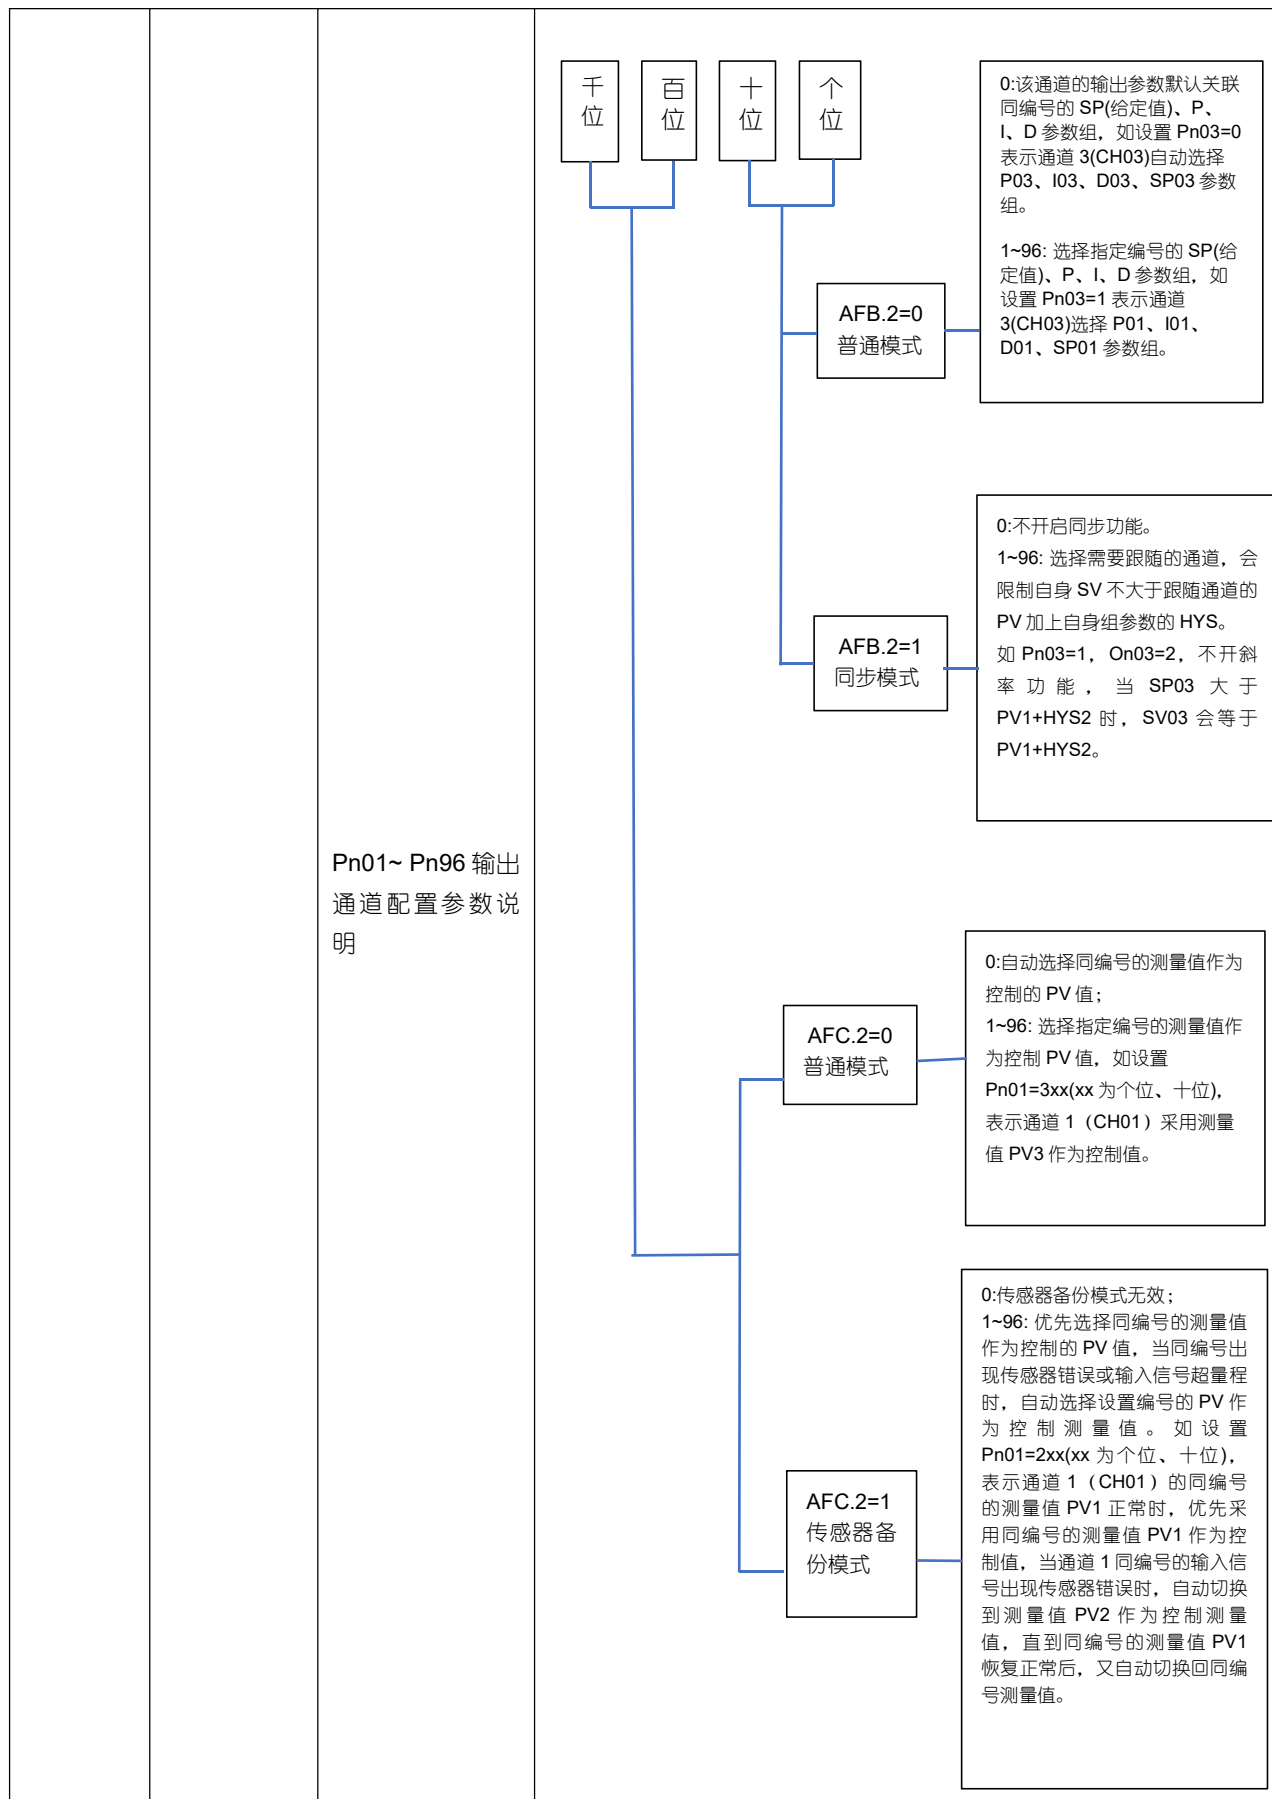 千位
百位
十位
个位
0:该通道的输出参数默认关联
同编号的 SP(给定值)、P、
I、D 参数组，如设置 Pn03=0
表示通道 3(CH03)自动选择
P03、I03、D03、SP03 参数
组。
1~96: 选择指定编号的 SP(给
定值)、P、I、D 参数组，如
设置 Pn03=1 表示通道
3(CH03)选择 P01、I01、
D01、SP01 参数组。
AFB.2=0
普通模式
0:不开启同步功能。
1~96: 选择需要跟随的通道，会
限制自身 SV 不大于跟随通道的
PV 加上自身组参数的 HYS。
如 Pn03=1，On03=2，不开斜
率功能，当 SP03 大于
PV1+HYS2 时，SV03 会等于
PV1+HYS2。
AFB.2=1
同步模式
Pn01~ Pn96 输出
通道配置参数说
明
0:自动选择同编号的测量值作为
控制的 PV 值；
1~96: 选择指定编号的测量值作
为控制 PV 值，如设置
Pn01=3xx(xx 为个位、十位)，
表示通道 1（CH01）采用测量
值 PV3 作为控制值。
AFC.2=0
普通模式
0:传感器备份模式无效；
1~96: 优先选择同编号的测量值
作为控制的 PV 值，当同编号出
现传感器错误或输入信号超量程
时，自动选择设置编号的 PV 作
为控制测量值。如设置
Pn01=2xx(xx 为个位、十位)，
表示通道 1（CH01）的同编号
的测量值 PV1 正常时，优先采
用同编号的测量值 PV1 作为控
制值，当通道 1 同编号的输入信
号出现传感器错误时，自动切换
到测量值 PV2 作为控制测量
值，直到同编号的测量值 PV1
恢复正常后，又自动切换回同编
号测量值。
AFC.2=1
传感器备
份模式